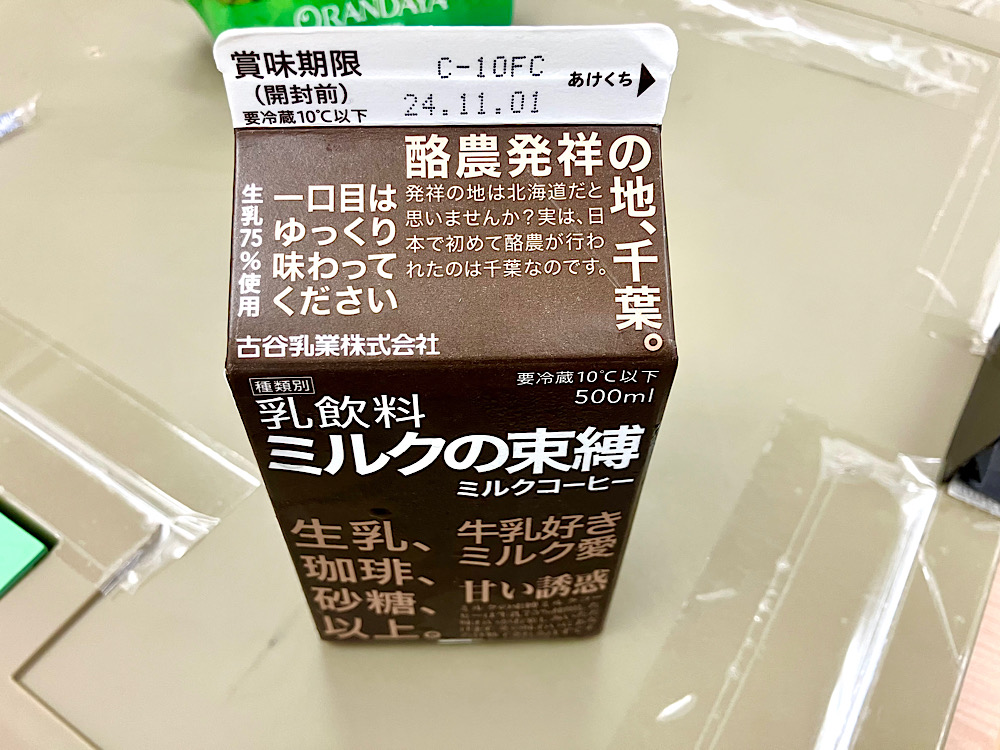 ORANDAYA
賞味期限
(開封前)
要冷蔵10℃以下
C-10FC
24.11.01
あけくち
酪農発祥の地、千葉。
発祥の地は北海道だと
思いませんか?実は、日
本で初めて酪農が行わ
れたのは千葉なのです。
一口目は
ゆっくり
味わって
ください
生乳75%使用
古谷乳業株式会社
種類別
乳飲料
要冷蔵10℃以下
500ml
ミルクの束縛
ミルクコーヒー
生乳、
珈琲、
砂糖、
以上。
牛乳好き
ミルク愛
甘い誘惑